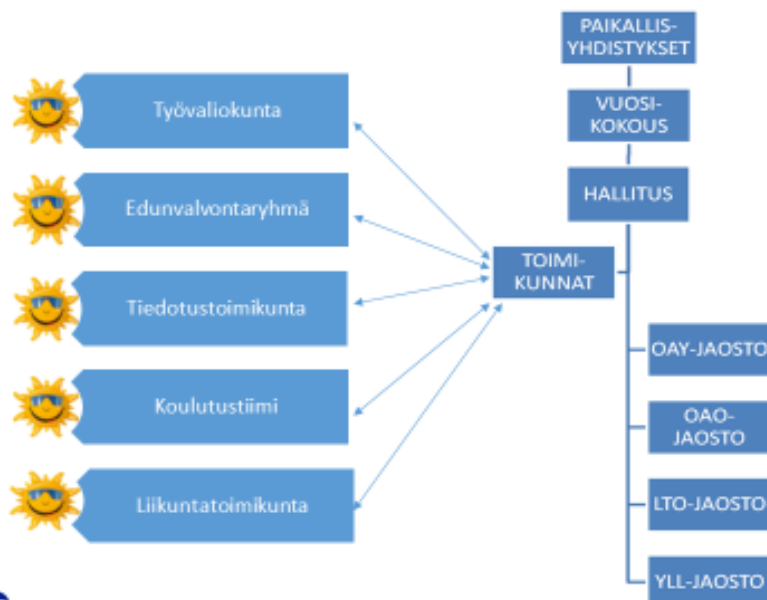 Työvaliokunta
Edunvalvontaryhmä
Tiedotustoimikunta
Koulutustiimi
Liikuntatoimikunta
PAIKALLIS-
YHDISTYKSET
VUOSI-
KOKOUS
HALLITUS
TOIMI-
KUNNAT
OAY-JAOSTO
OAO-
JAOSTO
LTO-JAOSTO
YLL-JAOSTO